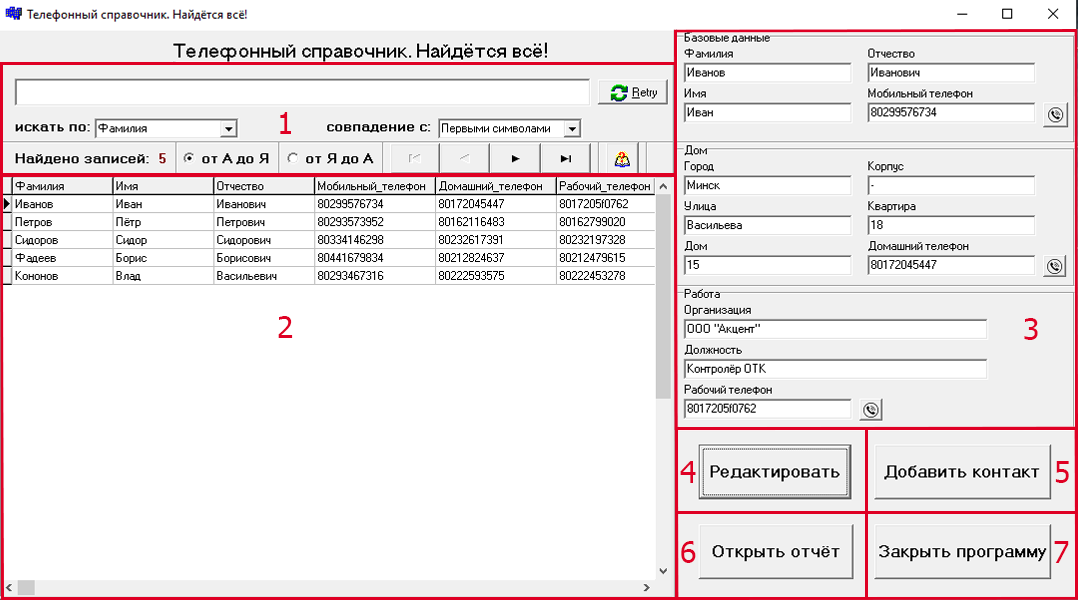 Телефонный справочник. Найдётся всё!
Телефонный справочник. Найдётся всё!
Retry
искать по: Фамилия 1 совпадение с: Первыми символами
Найдено записей: 5 от А до Я от Я до А
Фамилия Имя Отчество Мобильный_телефон Домашний_телефон Рабочий_телефон
Иванов Иван Иванович 80299576734 80172045447 8017205f0762
Петров Пётр Петрович 80293573952 80162116483 80162799020
Сидоров Сидор Сидорович 80334146298 80232617391 80232197328
Фадеев Борис Борисович 80441679834 80212824637 80212479615
Кононов Влад Васильевич 80293467316 80222593575 80222453278
2
Базовые данные
Фамилия Отчество
Иванов Иванович
Имя Мобильный телефон
Иван 80299576734
Дом
Город Корпус
Минск -
Улица Квартира
Васильева 18
Дом Домашний телефон
15 80172045447
Работа
Организация
ООО "Акцент" 3
Должность
Контролёр ОТК
Рабочий телефон
8017205f0762
4 Редактировать Добавить контакт 5
6 Открыть отчёт Закрыть программу 7